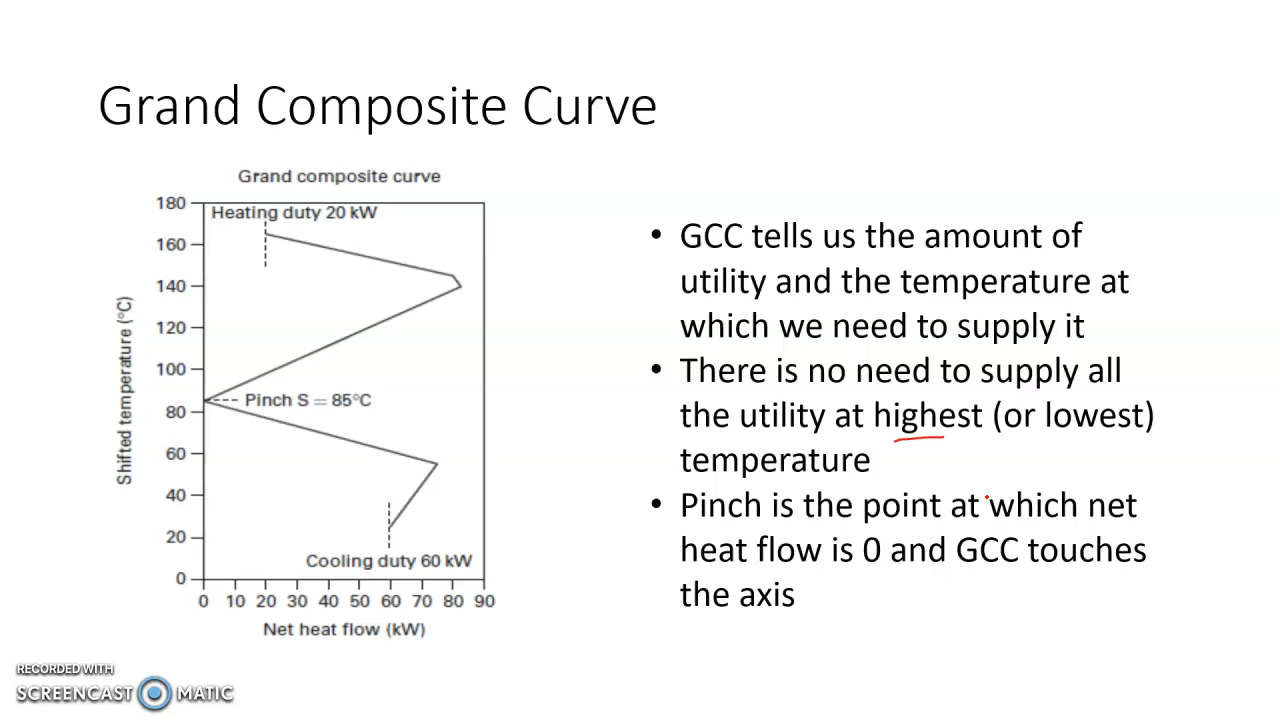 Grand Composite Curve
Grand composite curve
180
Heating duty 20 kW
160
140
120
100
Pinch S = 85°C
80
60
40
20
Cooling duty 60 kW
0
0 10 20 30 40 50 60 70 80 90
Net heat flow (kW)
Shifted temperature (°C)
• GCC tells us the amount of
utility and the temperature at
which we need to supply it
• There is no need to supply all
the utility at highest (or lowest)
temperature
• Pinch is the point at which net
heat flow is 0 and GCC touches
the axis
RECORDED WITH
SCREENCAST MATIC